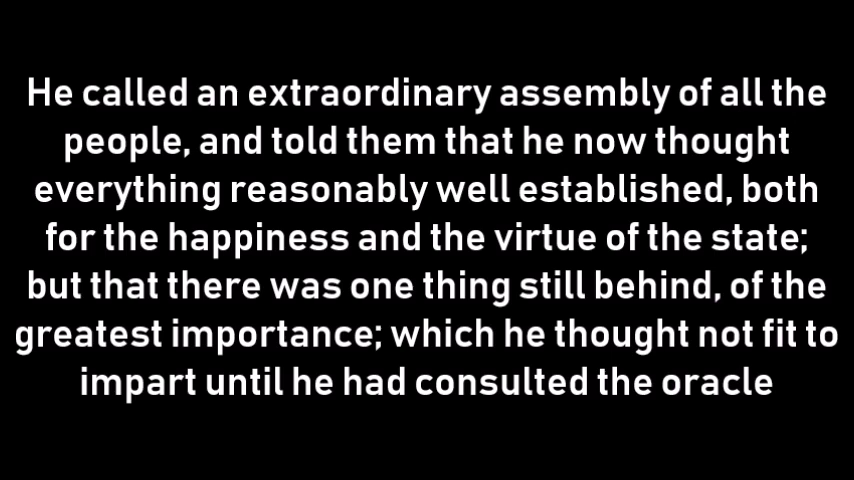 He called an extraordinary assembly of all the
people, and told them that he now thought
everything reasonably well established, both
for the happiness and the virtue of the state;
but that there was one thing still behind, of the
greatest importance; which he thought not fit to
impart until he had consulted the oracle